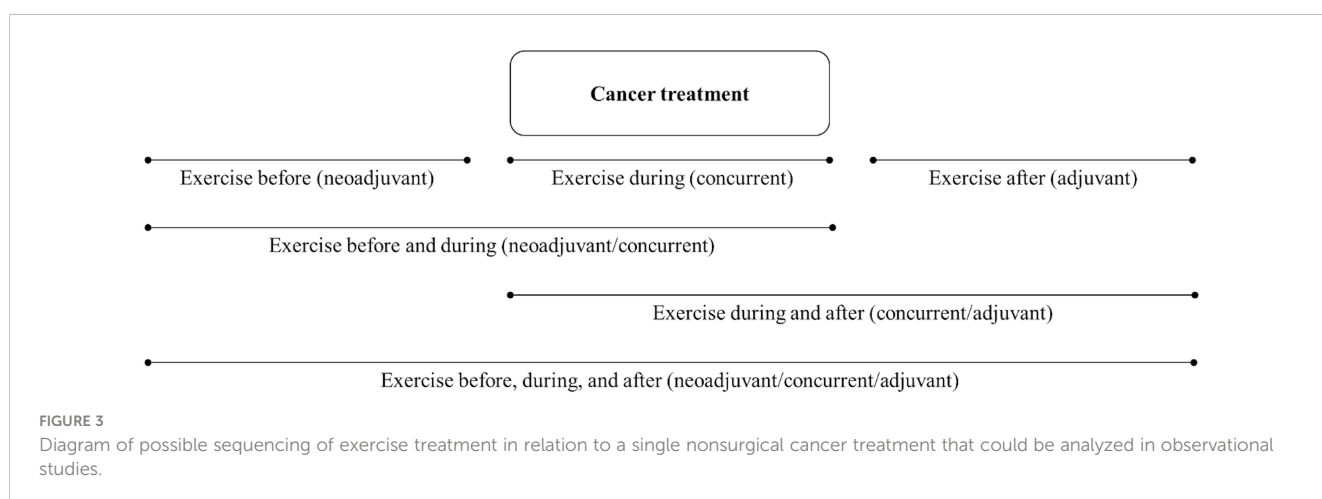 Cancer treatment
Exercise before (neoadjuvant)
Exercise during (concurrent)
Exercise after (adjuvant)
Exercise before and during (neoadjuvant/concurrent)
Exercise during and after (concurrent/adjuvant)
Exercise before, during, and after (neoadjuvant/concurrent/adjuvant)
FIGURE 3
Diagram of possible sequencing of exercise treatment in relation to a single nonsurgical cancer treatment that could be analyzed in observational
studies.